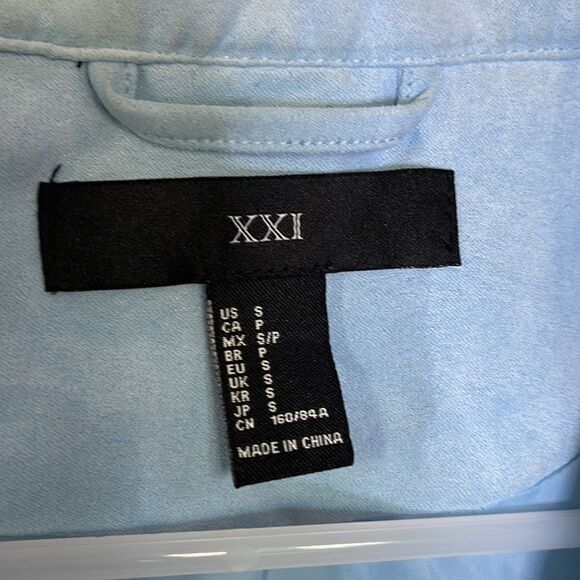 XXI
US S
CA P
MX S/P
BR P
EU S
UK S
KR S
JP S
CN 160/84A
MADE IN CHINA